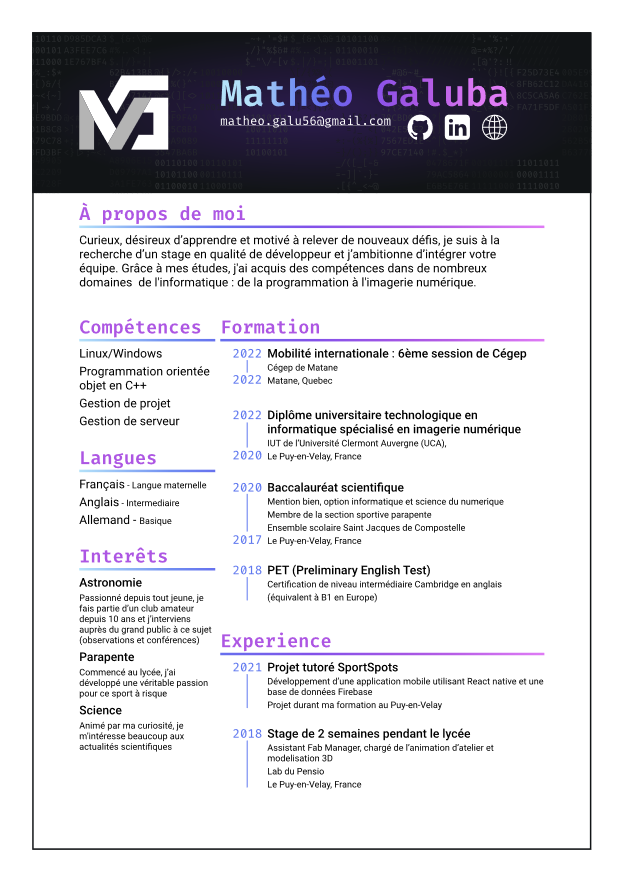 Mathéo Galuba
matheo.galu56@gmail.com
À propos de moi
Curieux, désireux d'apprendre et motivé à relever de nouveaux défis, je suis à la
recherche d'un stage en qualité de développeur et j'ambitionne d'intégrer votre
équipe. Grâce à mes études, j'ai acquis des compétences dans de nombreux
domaines de l'informatique : de la programmation à l'imagerie numérique.
Compétences
Linux/Windows
Programmation orientée
objet en C++
Gestion de projet
Gestion de serveur
Langues
Français - Langue maternelle
Anglais - Intermediaire
Allemand - Basique
Interêts
Astronomie
Passionné depuis tout jeune, je
fais partie d'un club amateur
depuis 10 ans et j'interviens
auprès du grand public à ce sujet
(observations et conférences)
Parapente
Commencé au lycée, j'ai
développé une véritable passion
pour ce sport à risque
Science
Animé par ma curiosité, je
m'intéresse beaucoup aux
actualités scientifiques
Formation
2022 Mobilité internationale : 6ème session de Cégep
Cégep de Matane
2022 Matane, Quebec
2022 Diplôme universitaire technologique en
informatique spécialisé en imagerie numérique
IUT de l'Université Clermont Auvergne (UCA),
2020 Le Puy-en-Velay, France
2020 Baccalauréat scientifique
Mention bien, option informatique et science du numerique
Membre de la section sportive parapente
Ensemble scolaire Saint Jacques de Compostelle
2017 Le Puy-en-Velay, France
2018 PET (Preliminary English Test)
Certification de niveau intermédiaire Cambridge en anglais
(équivalent à B1 en Europe)
Experience
2021 Projet tutoré SportSpots
Développement d'une application mobile utilisant React native et une
base de données Firebase
Projet durant ma formation au Puy-en-Velay
2018 Stage de 2 semaines pendant le lycée
Assistant Fab Manager, chargé de l'animation d'atelier et
modelisation 3D
Lab du Pensio
Le Puy-en-Velay, France